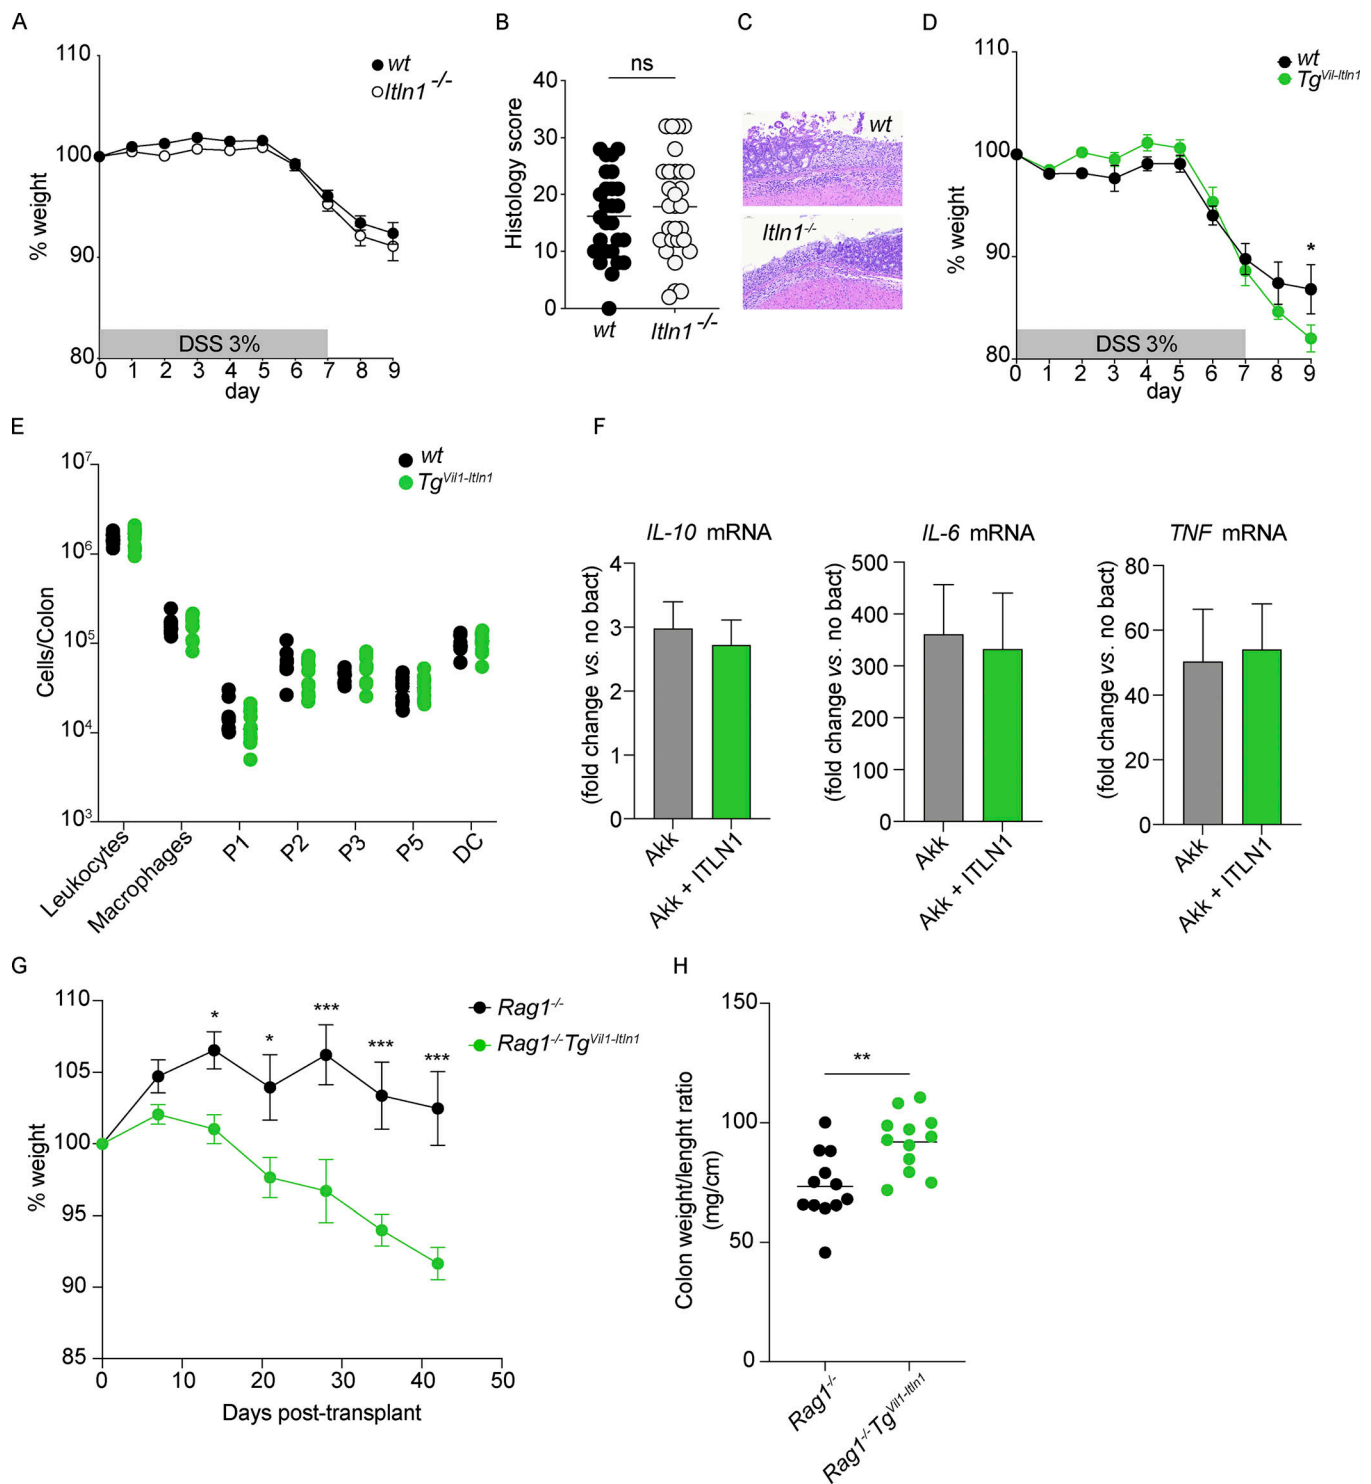 A
110
100
90
80
% weight
wt
Itln1 -/-
DSS 3%
0 1 2 3 4 5 6 7 8 9
day
B
ns
40
30
20
10
0
Histology score
wt Itln1 -/-
C
wt
Itln1-/-
D
110
100
90
80
% weight
wt
TgVil-Itln1
*
DSS 3%
0 1 2 3 4 5 6 7 8 9
day
E
10^7
10^6
10^5
10^4
10^3
Cells/Colon
wt
TgVil1-Itln1
Leukocytes
Macrophages
P1
P2
P3
P5
DC
F
IL-10 mRNA
(fold change vs. no bact)
4
3
2
1
0
Akk
Akk + ITLN1
IL-6 mRNA
(fold change vs. no bact)
500
400
300
200
100
0
Akk
Akk + ITLN1
TNF mRNA
(fold change vs. no bact)
80
60
40
20
0
Akk
Akk + ITLN1
G
110
105
100
95
90
85
% weight
* * *** *** ***
Rag1-/-
Rag1-/-TgVil1-Itln1
0 10 20 30 40 50
Days post-transplant
H
150
100
50
0
Colon weight/lenght ratio
(mg/cm)
**
Rag1-/-
Rag1-/-TgVil1-Itln1